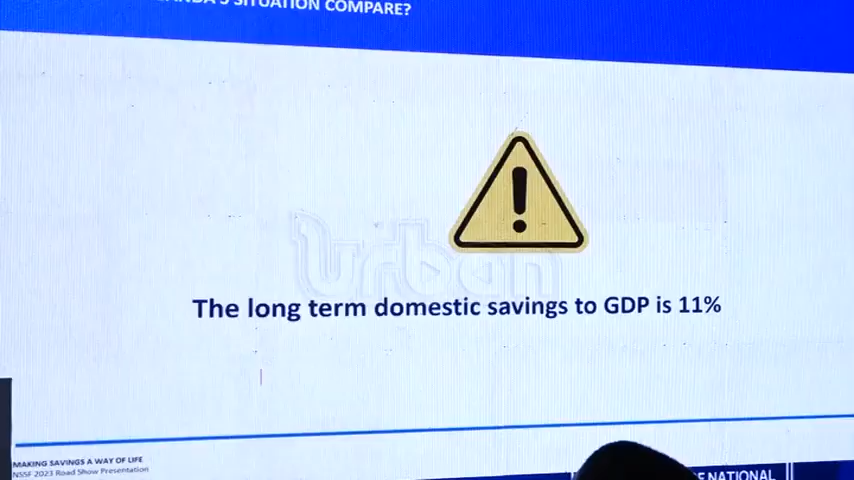 SITUATION COMPARE?
Urban
The long term domestic savings to GDP is 11%
MAKING SAVINGS A WAY OF LIFE
NSSF 2023 Road Show Presentation
NATIONAL